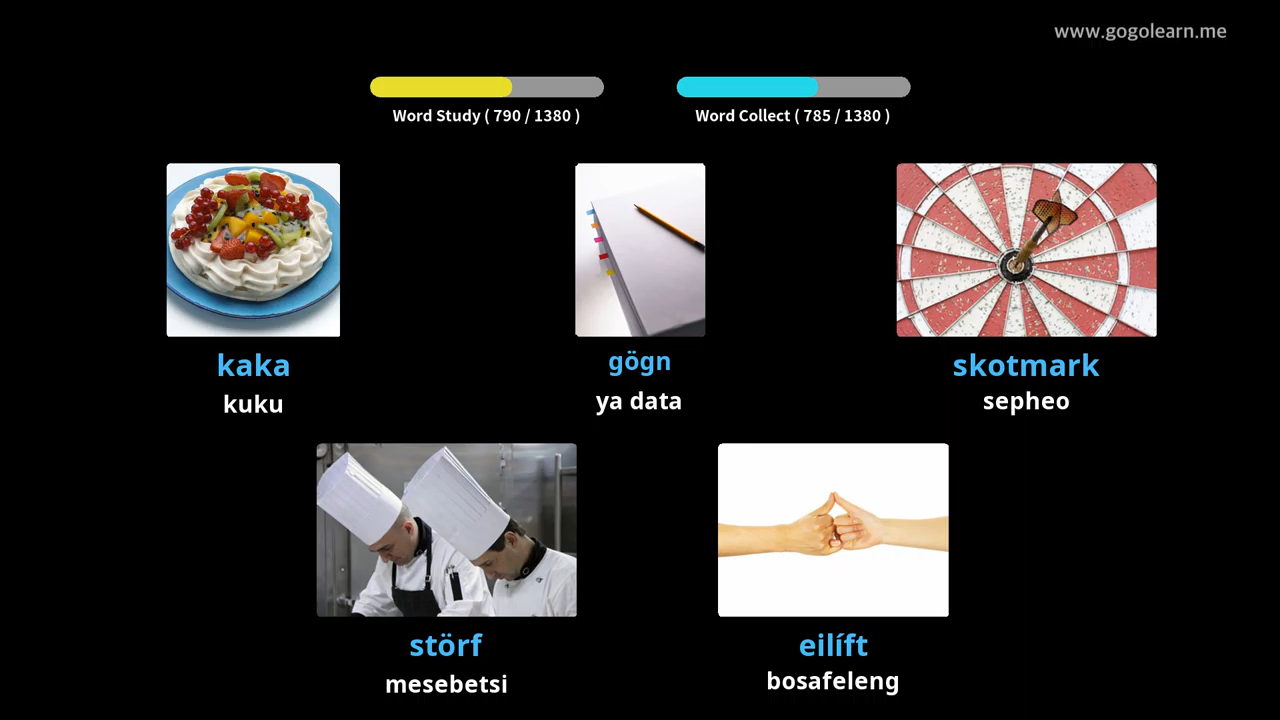 www.gogolearn.me
Word Study ( 790 / 1380 )
Word Collect ( 785 / 1380 )
kaka
kuku
gögn
ya data
skotmark
sepheo
störf
mesebetsi
eilíft
bosafeleng